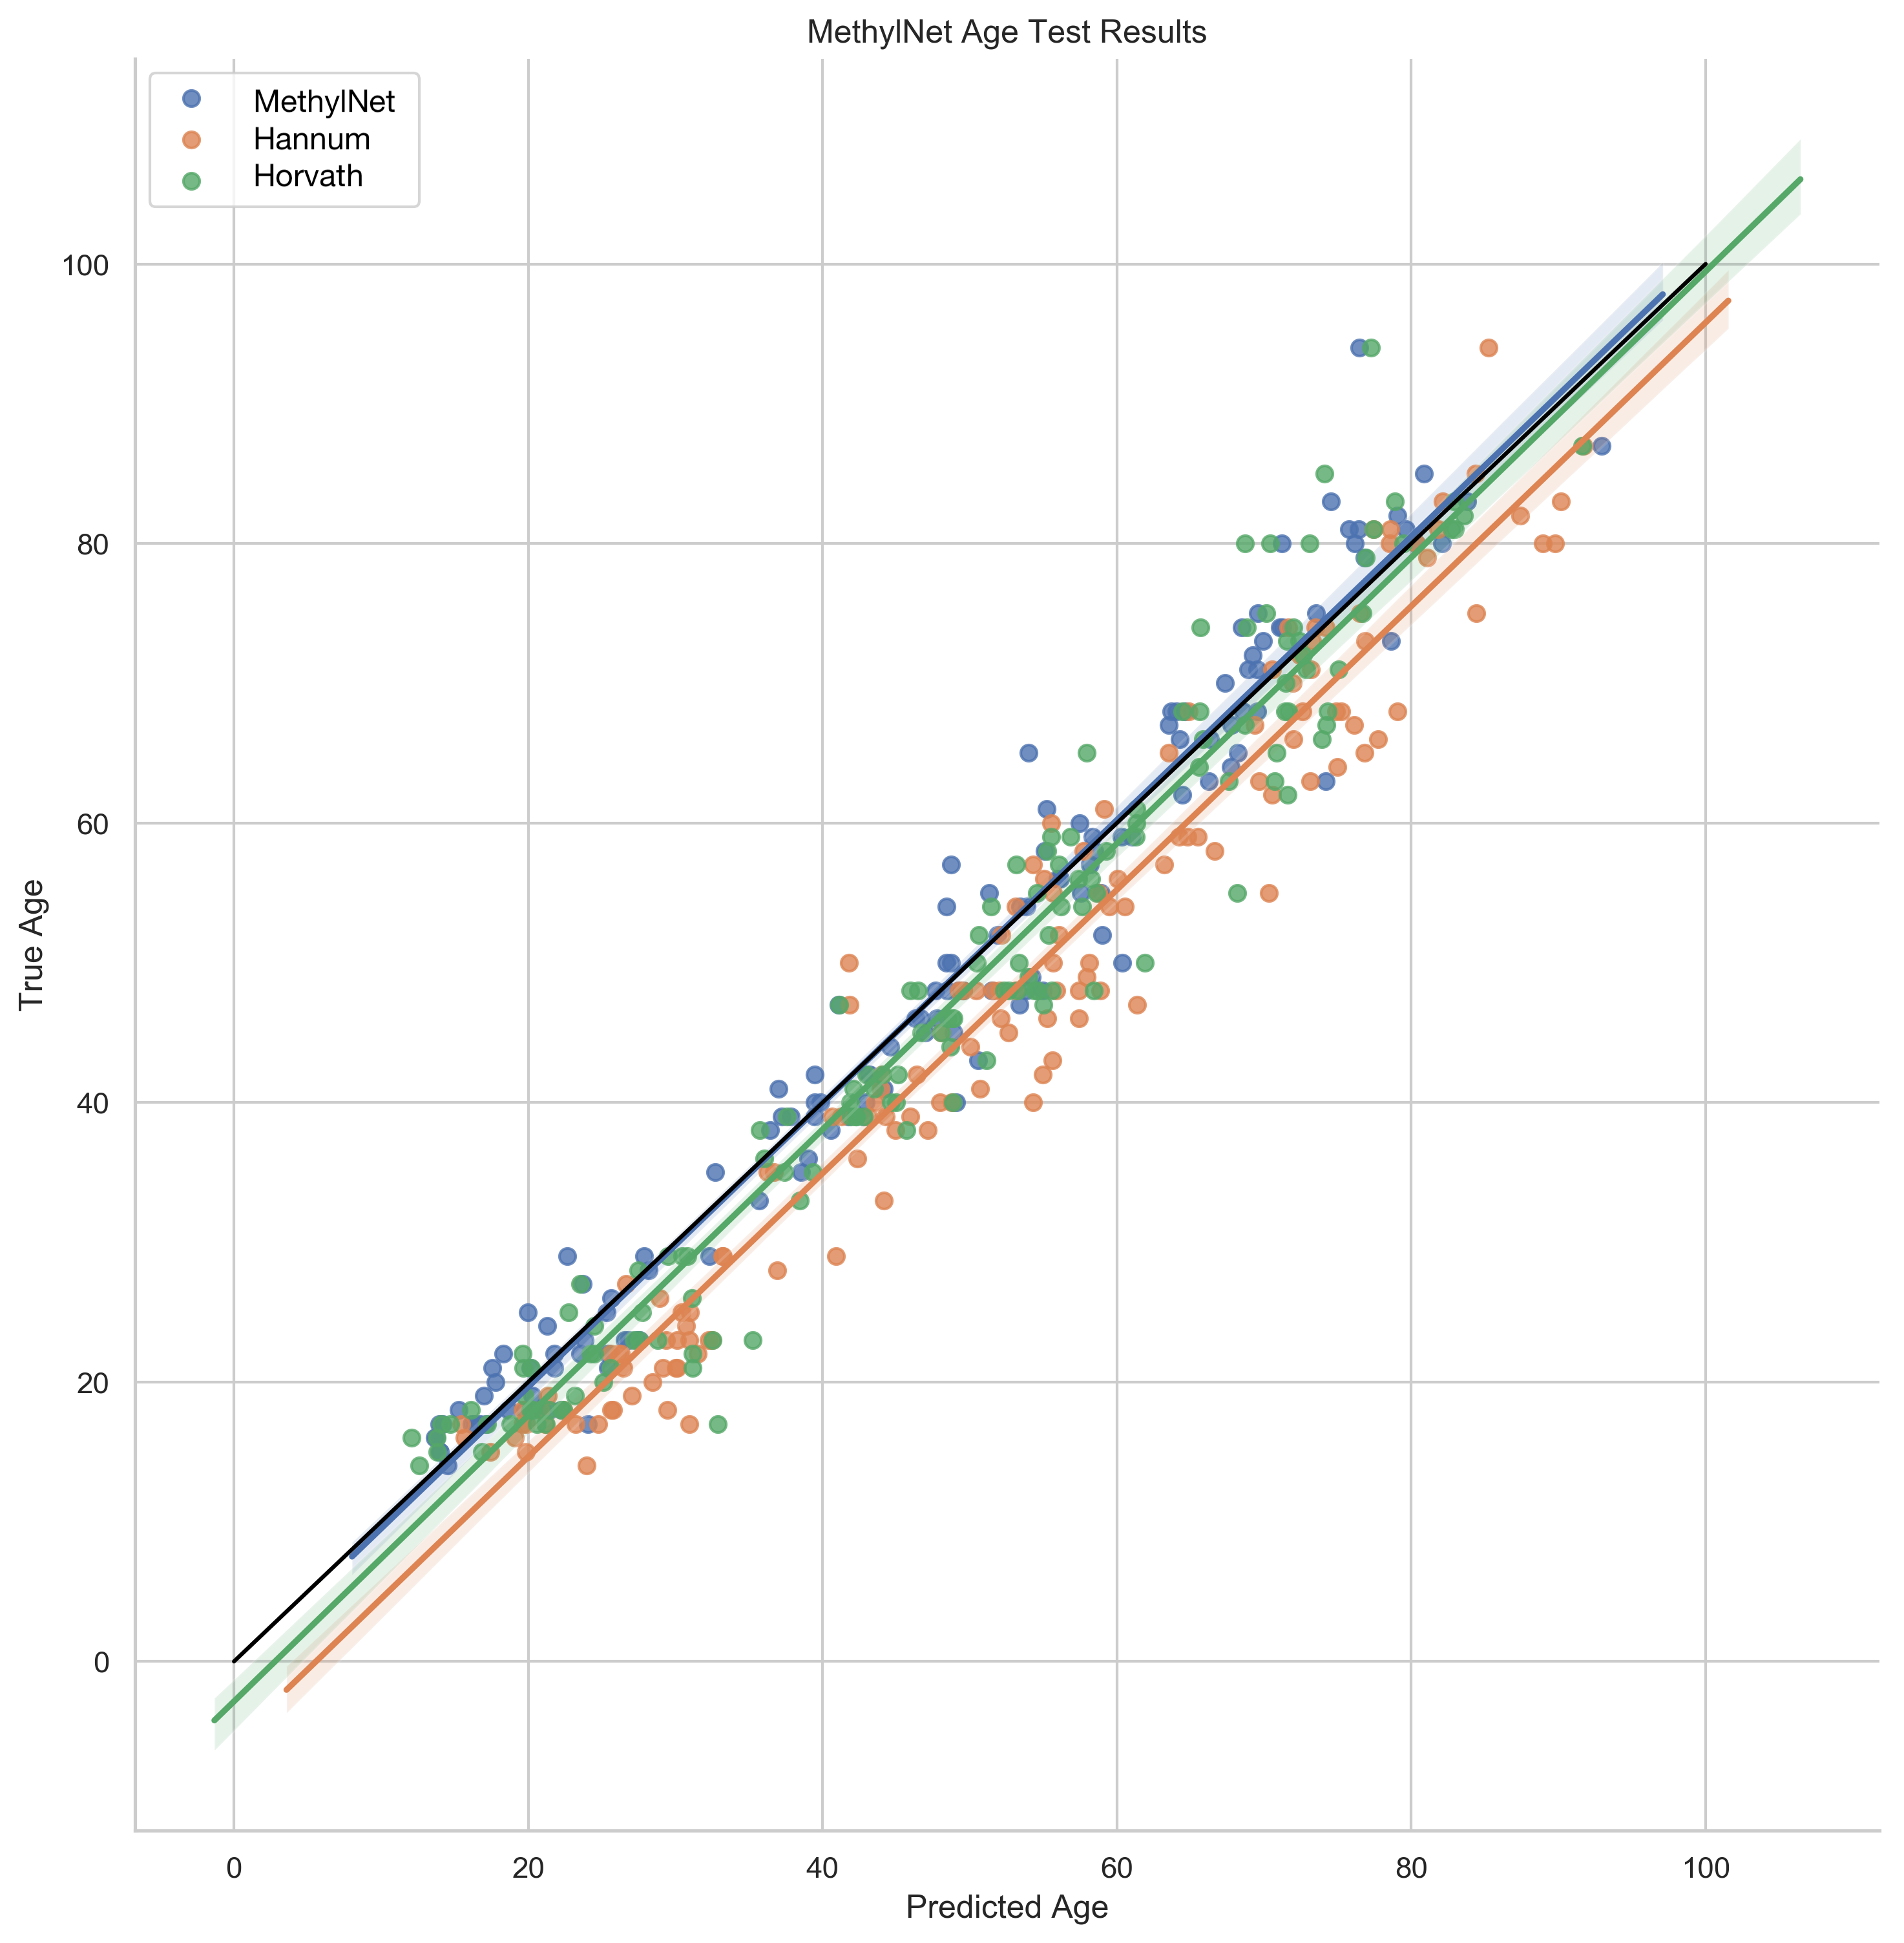 MethylNet Age Test Results
MethylNet
Hannum
Horvath
100
80
60
40
20
0
True Age
0 20 40 60 80 100
Predicted Age